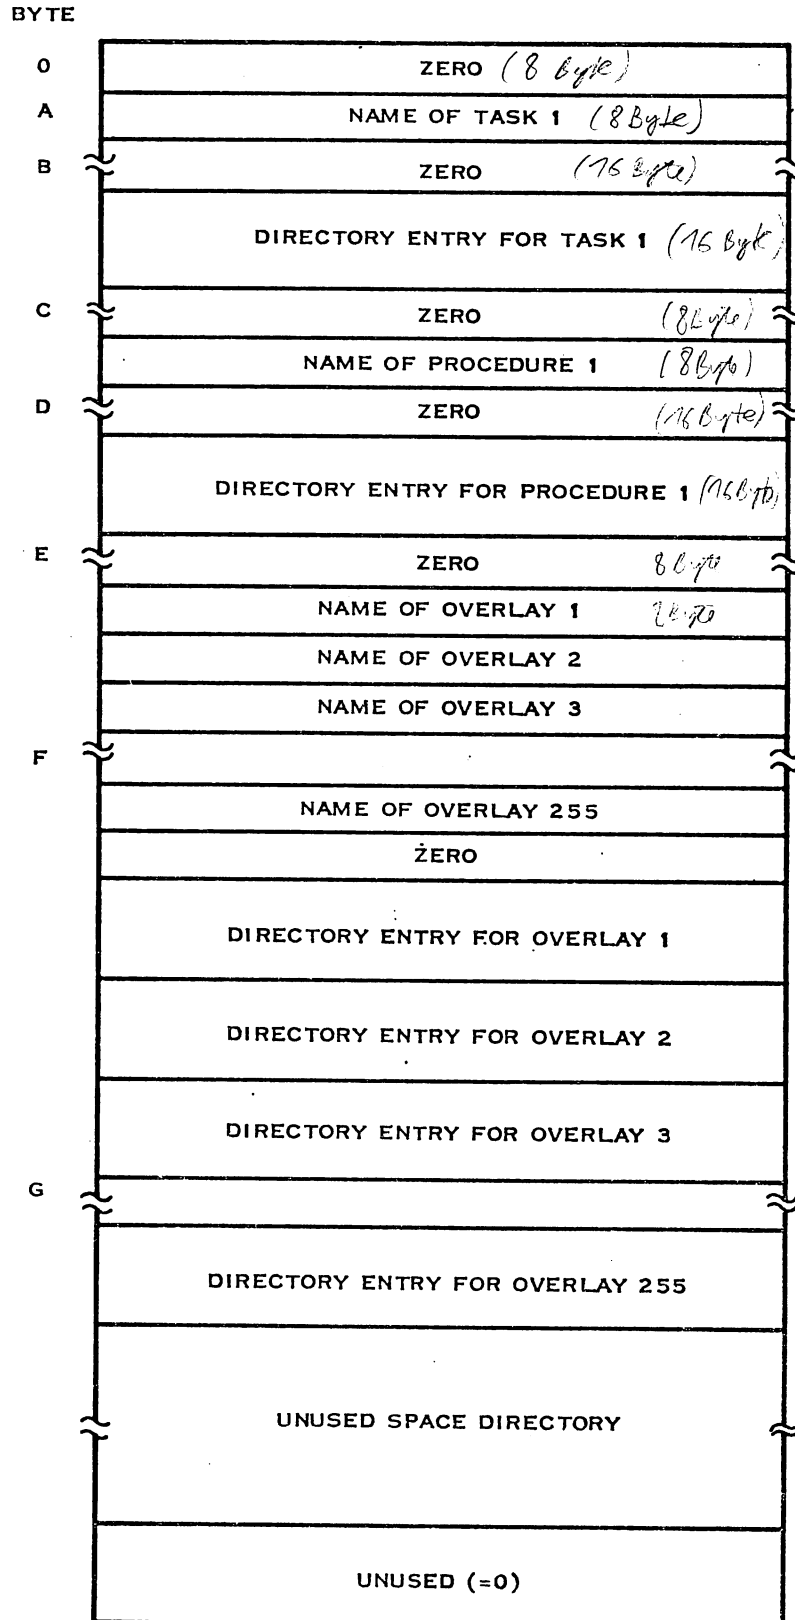 BYTE
0 ZERO (8 Byte)
A NAME OF TASK 1 (8 Byte)
B ZERO (16 Byte)
DIRECTORY ENTRY FOR TASK 1 (16 Byte)
C ZERO (8 Byte)
NAME OF PROCEDURE 1 (8 Byte)
D ZERO (16 Byte)
DIRECTORY ENTRY FOR PROCEDURE 1 (16 Byte)
E ZERO 8 Byte
NAME OF OVERLAY 1 Byte
NAME OF OVERLAY 2
NAME OF OVERLAY 3
F
NAME OF OVERLAY 255
ZERO
DIRECTORY ENTRY FOR OVERLAY 1
DIRECTORY ENTRY FOR OVERLAY 2
DIRECTORY ENTRY FOR OVERLAY 3
G
DIRECTORY ENTRY FOR OVERLAY 255
UNUSED SPACE DIRECTORY
UNUSED (=0)